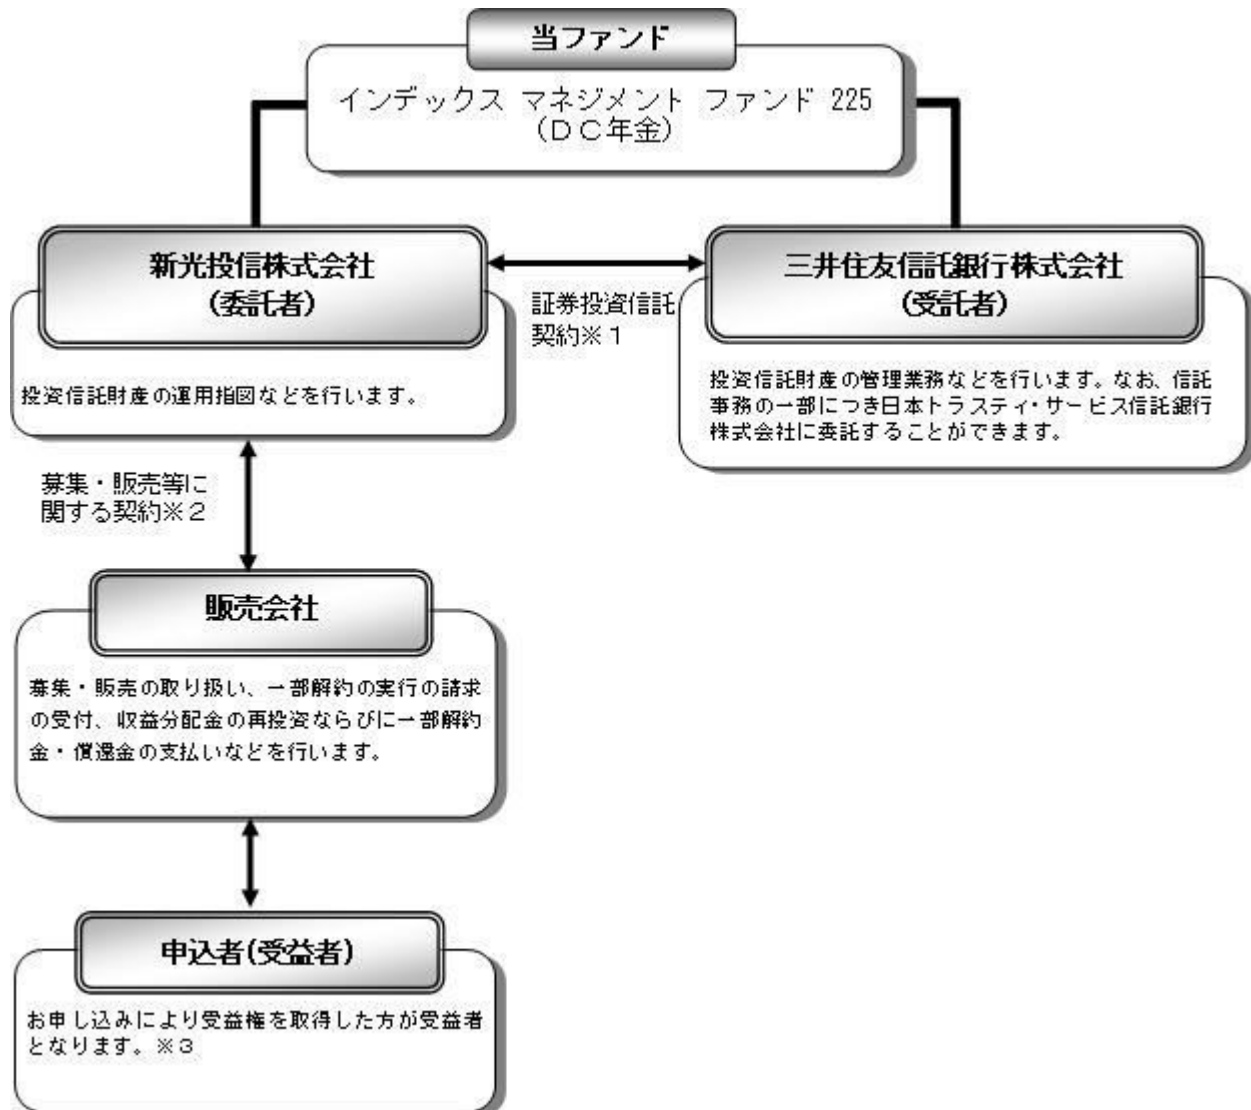 当ファンド
インデックス マネジメント ファンド 225
(DC年金)
新光投信株式会社
(委託者)
投資信託財産の運用指図などを行います。
証券投資信託
契約※1
三井住友信託銀行株式会社
(受託者)
投資信託財産の管理業務などを行います。なお、信託
事務の一部につき日本トラスティ・サービス信託銀行
株式会社に委託することができます。
募集・販売等に
関する契約※2
販売会社
募集・販売の取り扱い、一部解約の実行の請求
の受付、収益分配金の再投資ならびに一部解約
金・償還金の支払いなどを行います。
申込者(受益者)
お申し込みにより受益権を取得した方が受益者
となります。※3